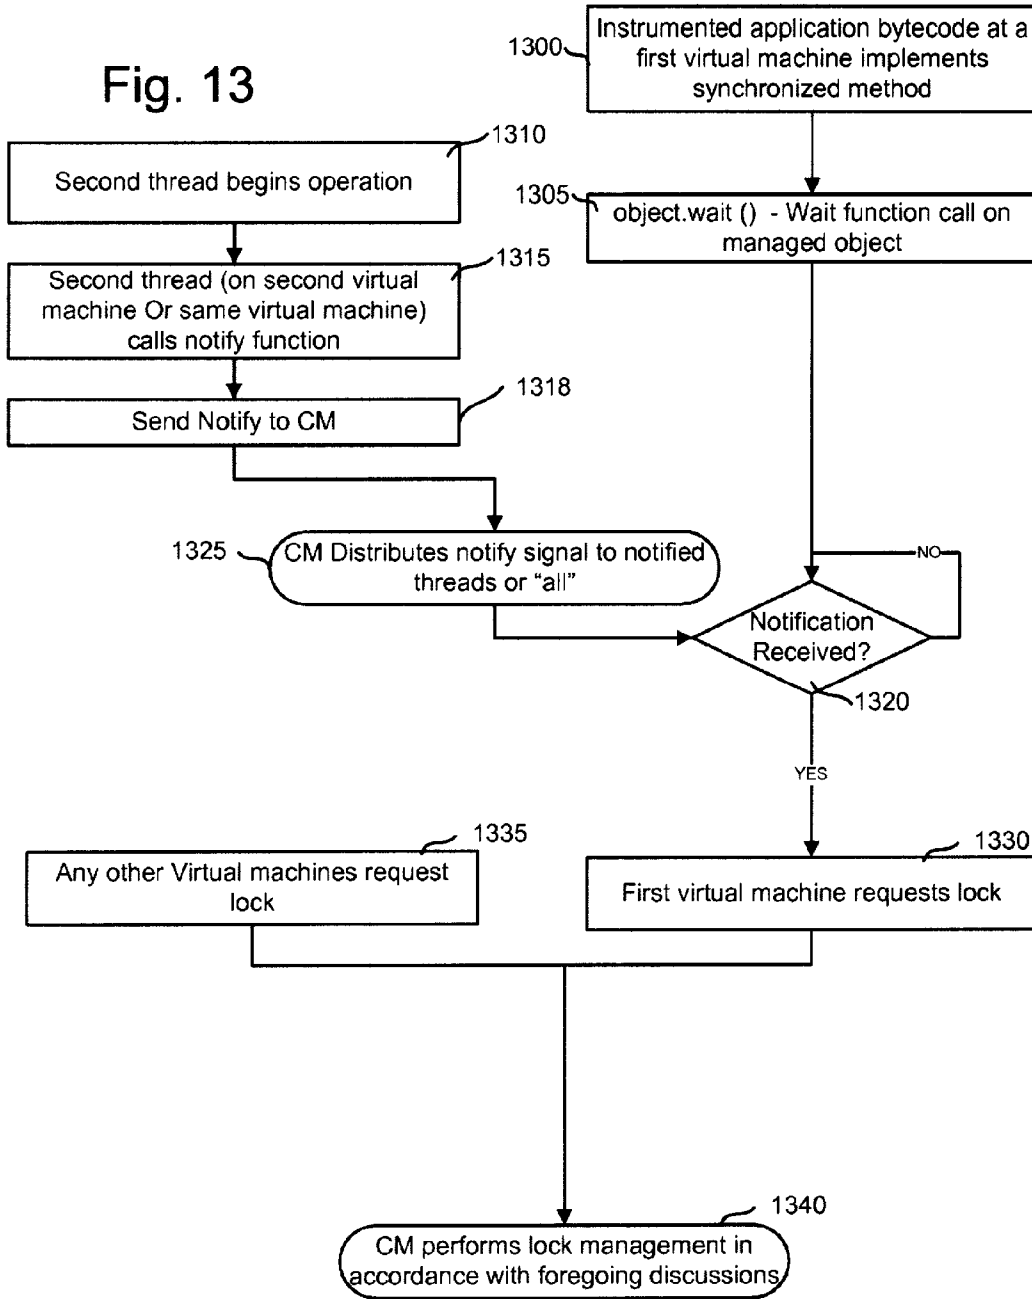 Fig. 13
1300
Instrumented application bytecode at a
first virtual machine implements
synchronized method
1310
Second thread begins operation
1305
object.wait () - Wait function call on
managed object
1315
Second thread (on second virtual
machine Or same virtual machine)
calls notify function
1318
Send Notify to CM
1325
CM Distributes notify signal to notified
threads or “all”
NO
Notification
Received?
1320
YES
1335
Any other Virtual machines request
lock
1330
First virtual machine requests lock
1340
CM performs lock management in
accordance with foregoing discussions